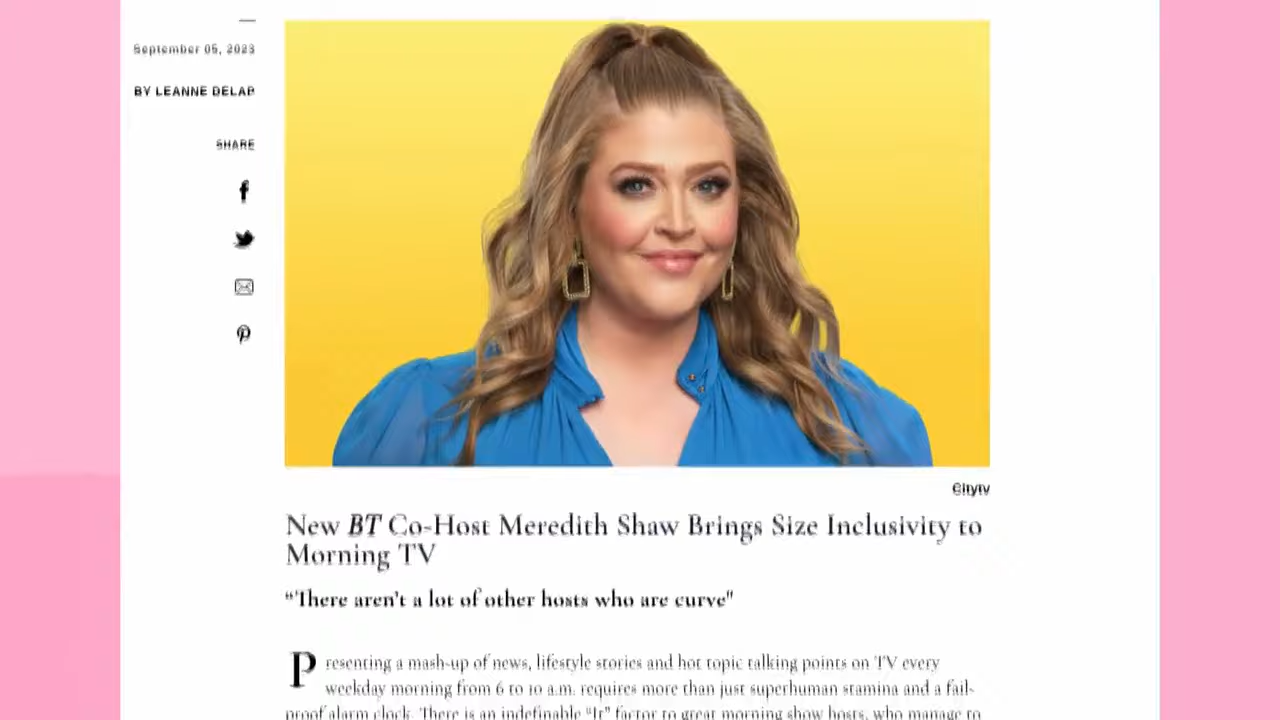 September 05, 2023
BY LEANNE DELAP
SHARE
Citytv
New BT Co-Host Meredith Shaw Brings Size Inclusivity to
Morning TV
“There aren't a lot of other hosts who are curve"
Presenting a mash-up of news, lifestyle stories and hot topic talking points on TV every
weekday morning from 6 to 10 a.m. requires more than just superhuman stamina and a fail-
proof alarm clock. There is an indefinable “It” factor to great morning show hosts, who manage to